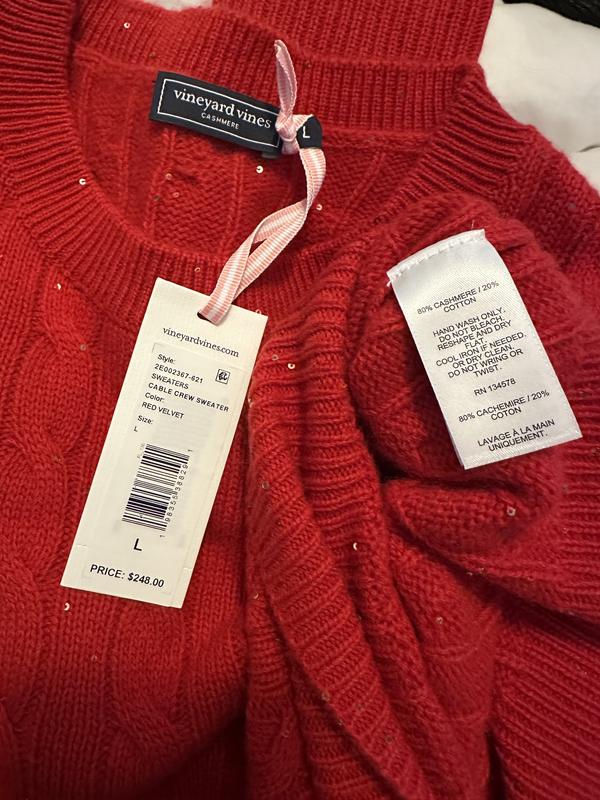 vineyard vines
CASHMERE
L
vineyardvines.com
Style:
2E002367-621
SWEATERS
CABLE CREW SWEATER
Color:
RED VELVET
Size:
L
L
PRICE: $248.00
80% CASHMERE / 20%
COTTON
HAND WASH ONLY.
DO NOT BLEACH.
RESHAPE AND DRY
FLAT.
COOL IRON IF NEEDED.
OR DRY CLEAN.
DO NOT WRING OR
TWIST.
RN 134578
80% CACHEMIRE / 20%
COTON
LAVAGE À LA MAIN
UNIQUEMENT.